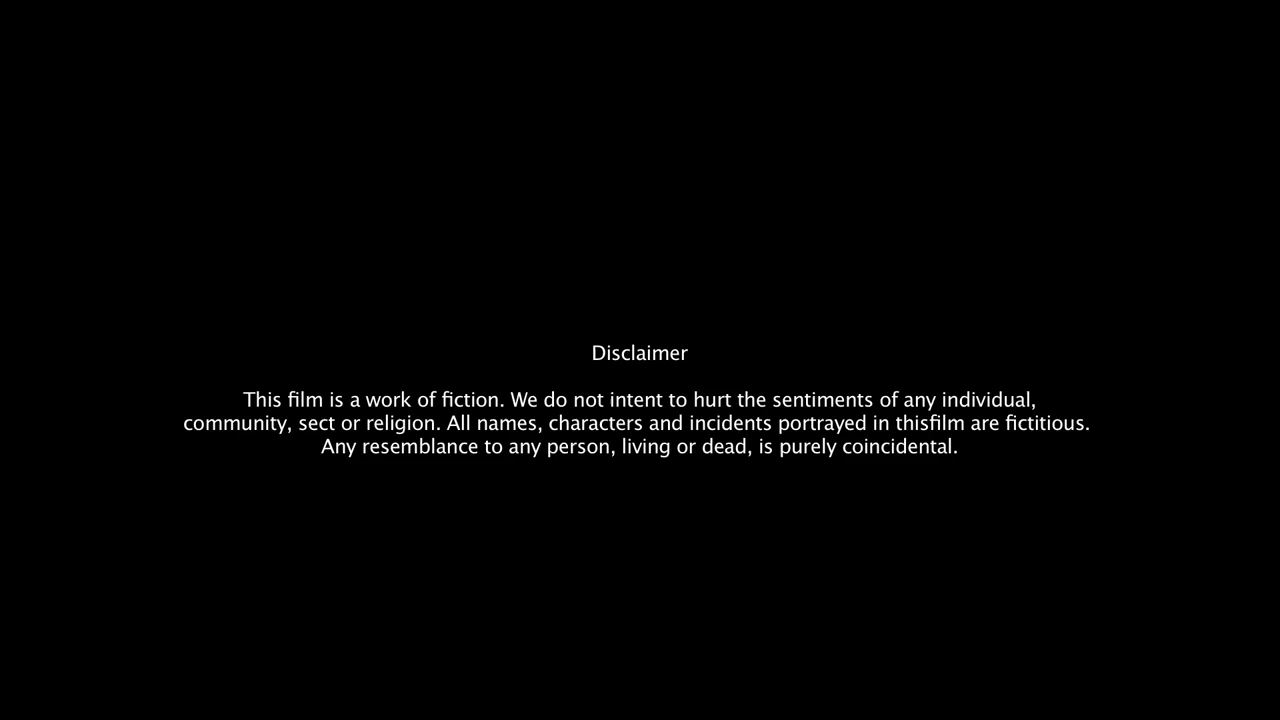 Disclaimer
This film is a work of fiction. We do not intent to hurt the sentiments of any individual,
community, sect or religion. All names, characters and incidents portrayed in thisfilm are fictitious.
Any resemblance to any person, living or dead, is purely coincidental.